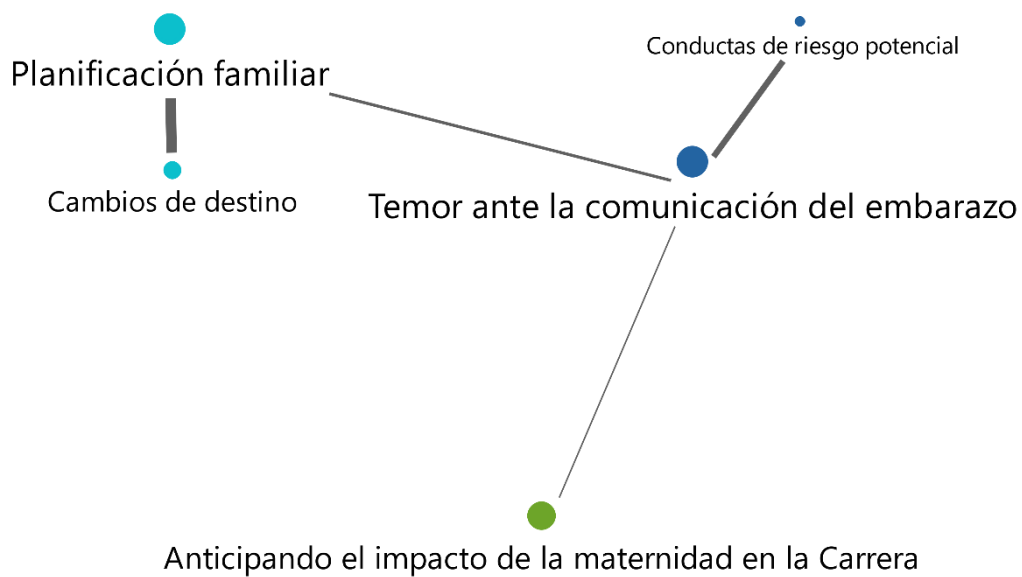 Conductas de riesgo potencial
Planificación familiar
Cambios de destino
Temor ante la comunicación del embarazo
Anticipando el impacto de la maternidad en la Carrera